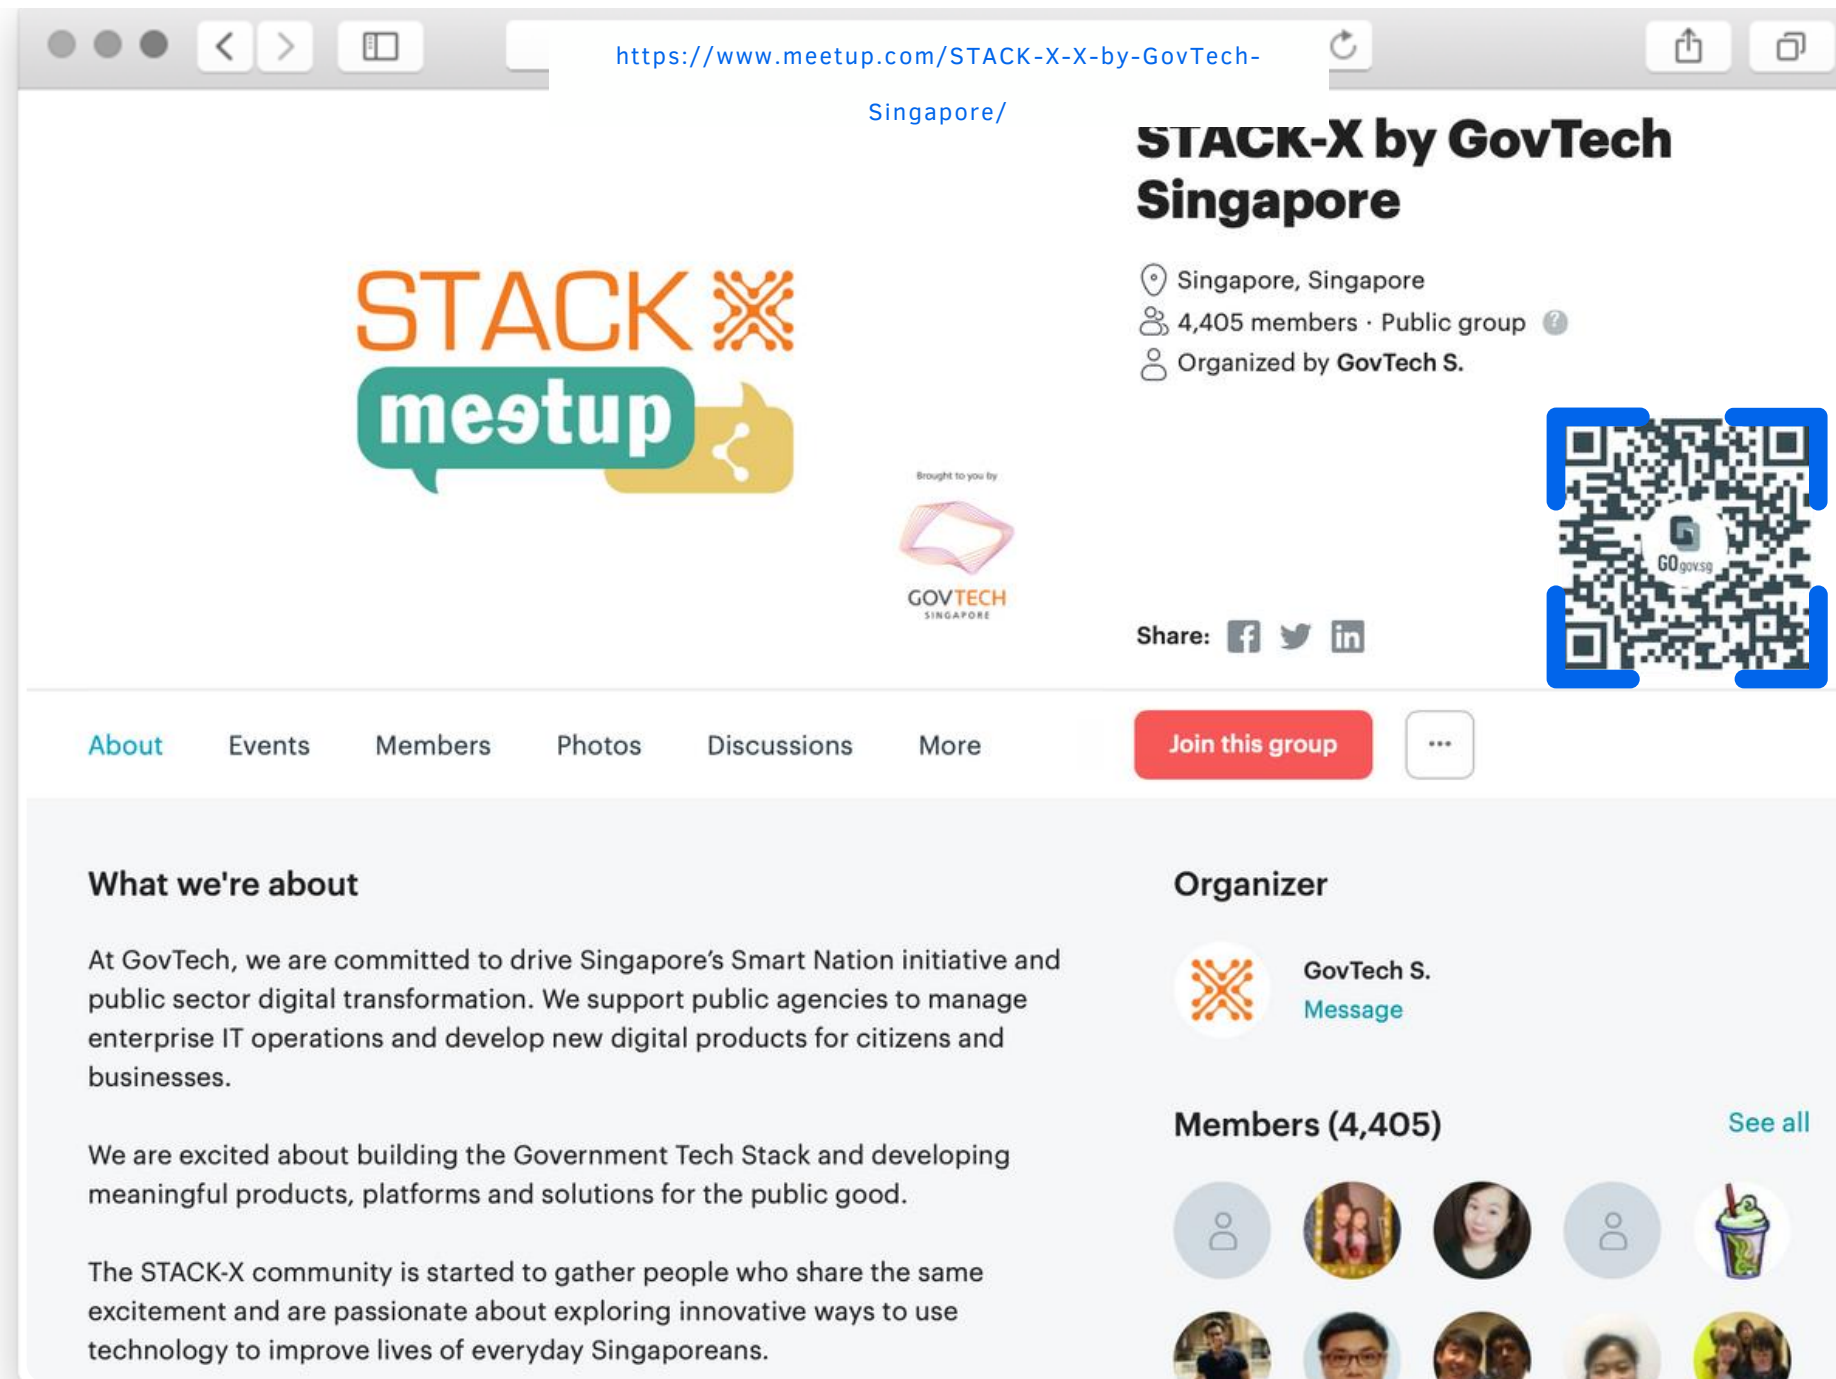 https://www.meetup.com/STACK-X-X-by-GovTech-
Singapore/
STACK-X by GovTech
Singapore
Singapore, Singapore
4,405 members · Public group ?
Organized by GovTech S.
STACK X
meetup
Brought to you by
GOVTECH
SINGAPORE
GO gov.sg
Share:
About Events Members Photos Discussions More
Join this group
What we're about
At GovTech, we are committed to drive Singapore’s Smart Nation initiative and
public sector digital transformation. We support public agencies to manage
enterprise IT operations and develop new digital products for citizens and
businesses.
We are excited about building the Government Tech Stack and developing
meaningful products, platforms and solutions for the public good.
The STACK-X community is started to gather people who share the same
excitement and are passionate about exploring innovative ways to use
technology to improve lives of everyday Singaporeans.
Organizer
GovTech S.
Message
Members (4,405) See all